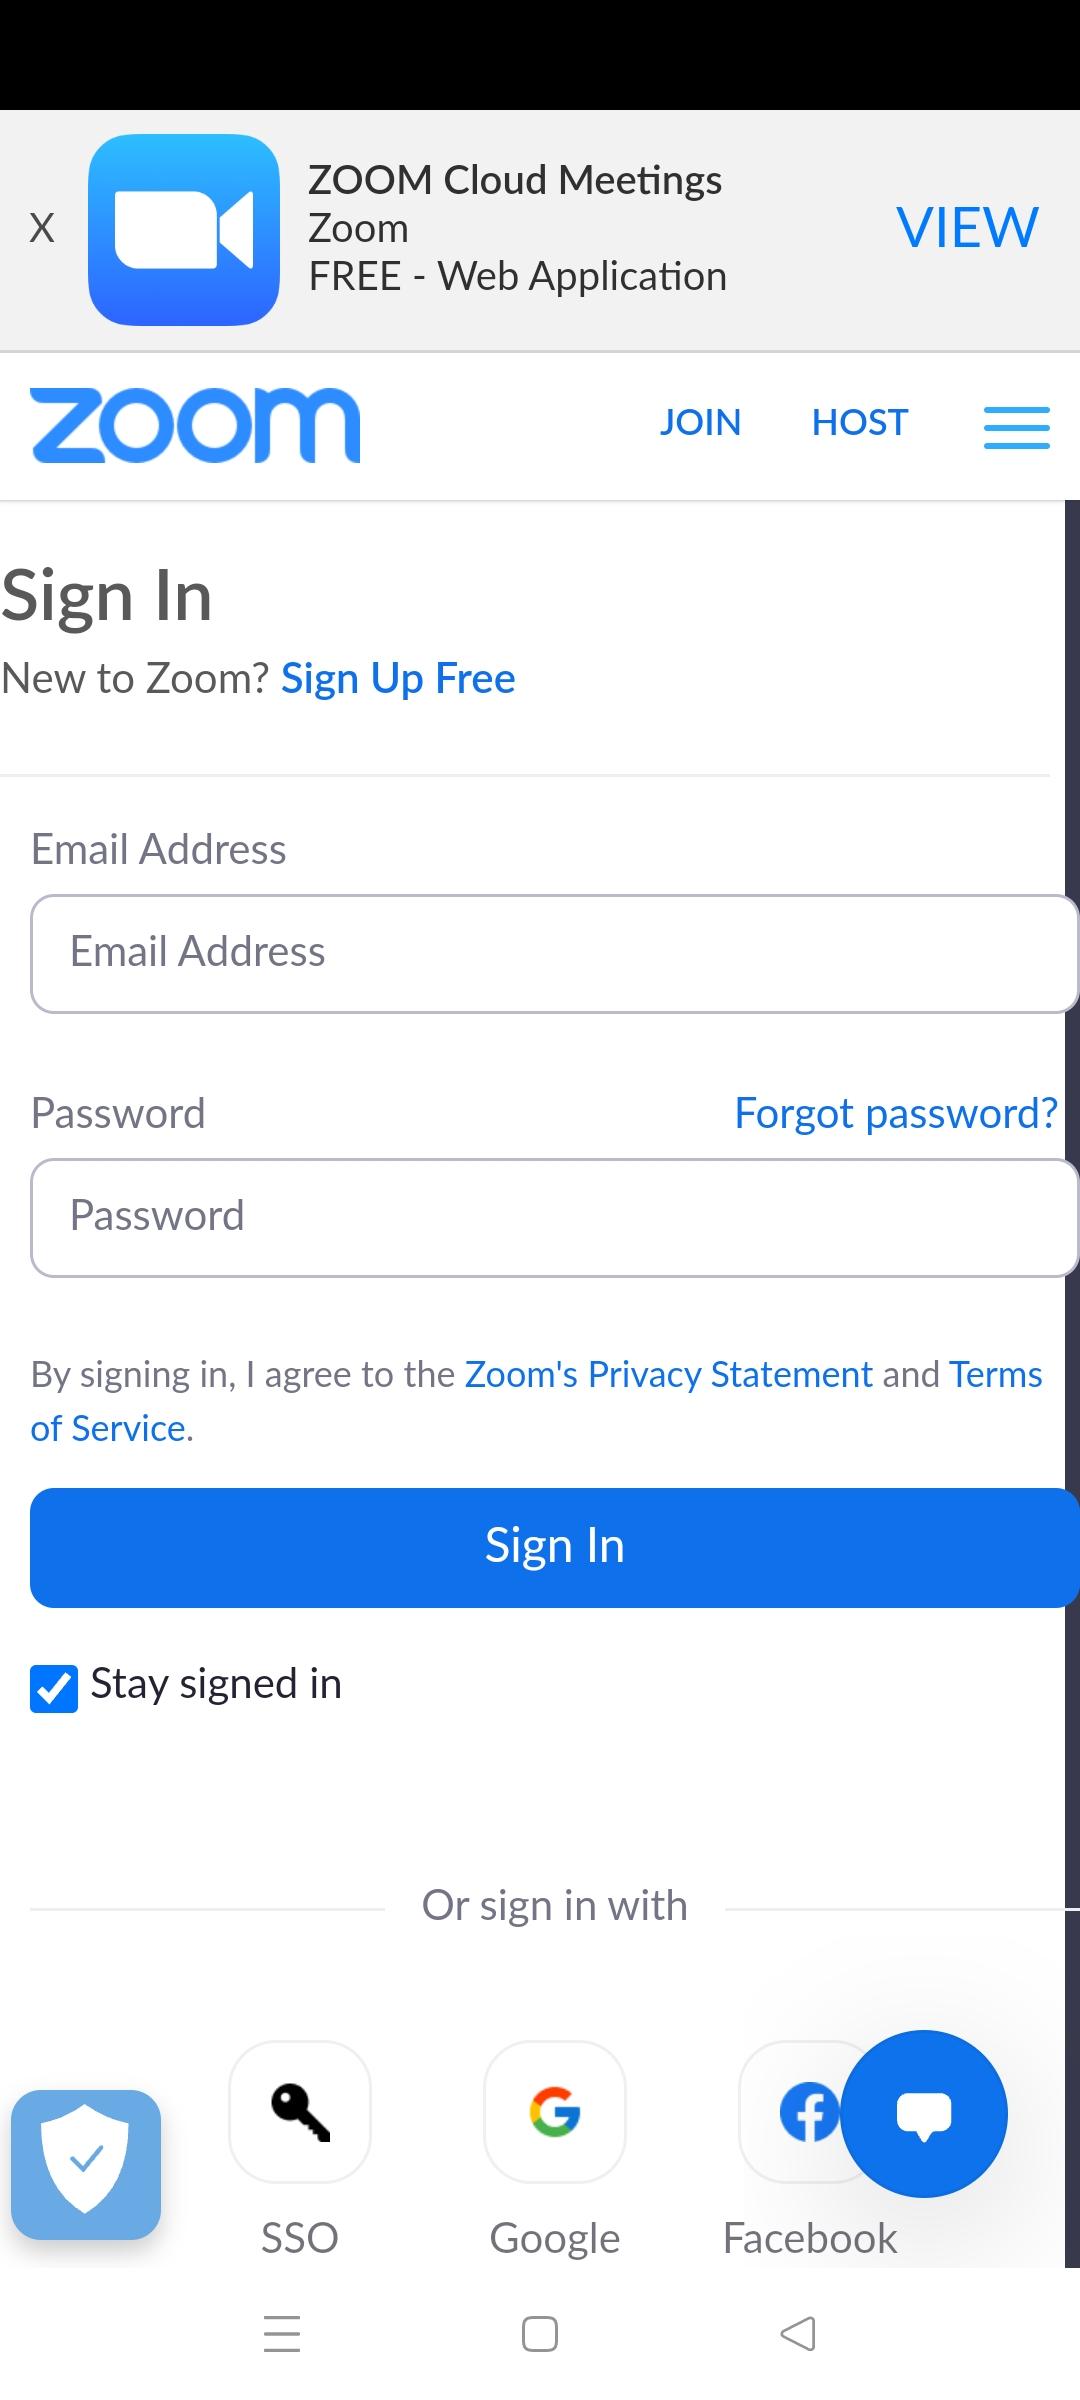 X
ZOOM Cloud Meetings
Zoom
FREE - Web Application
VIEW
zoom
JOIN
HOST
Sign In
New to Zoom? Sign Up Free
Email Address
Email Address
Password
Forgot password?
Password
By signing in, I agree to the Zoom's Privacy Statement and Terms
of Service.
Sign In
Stay signed in
Or sign in with
SSO
Google
Facebook